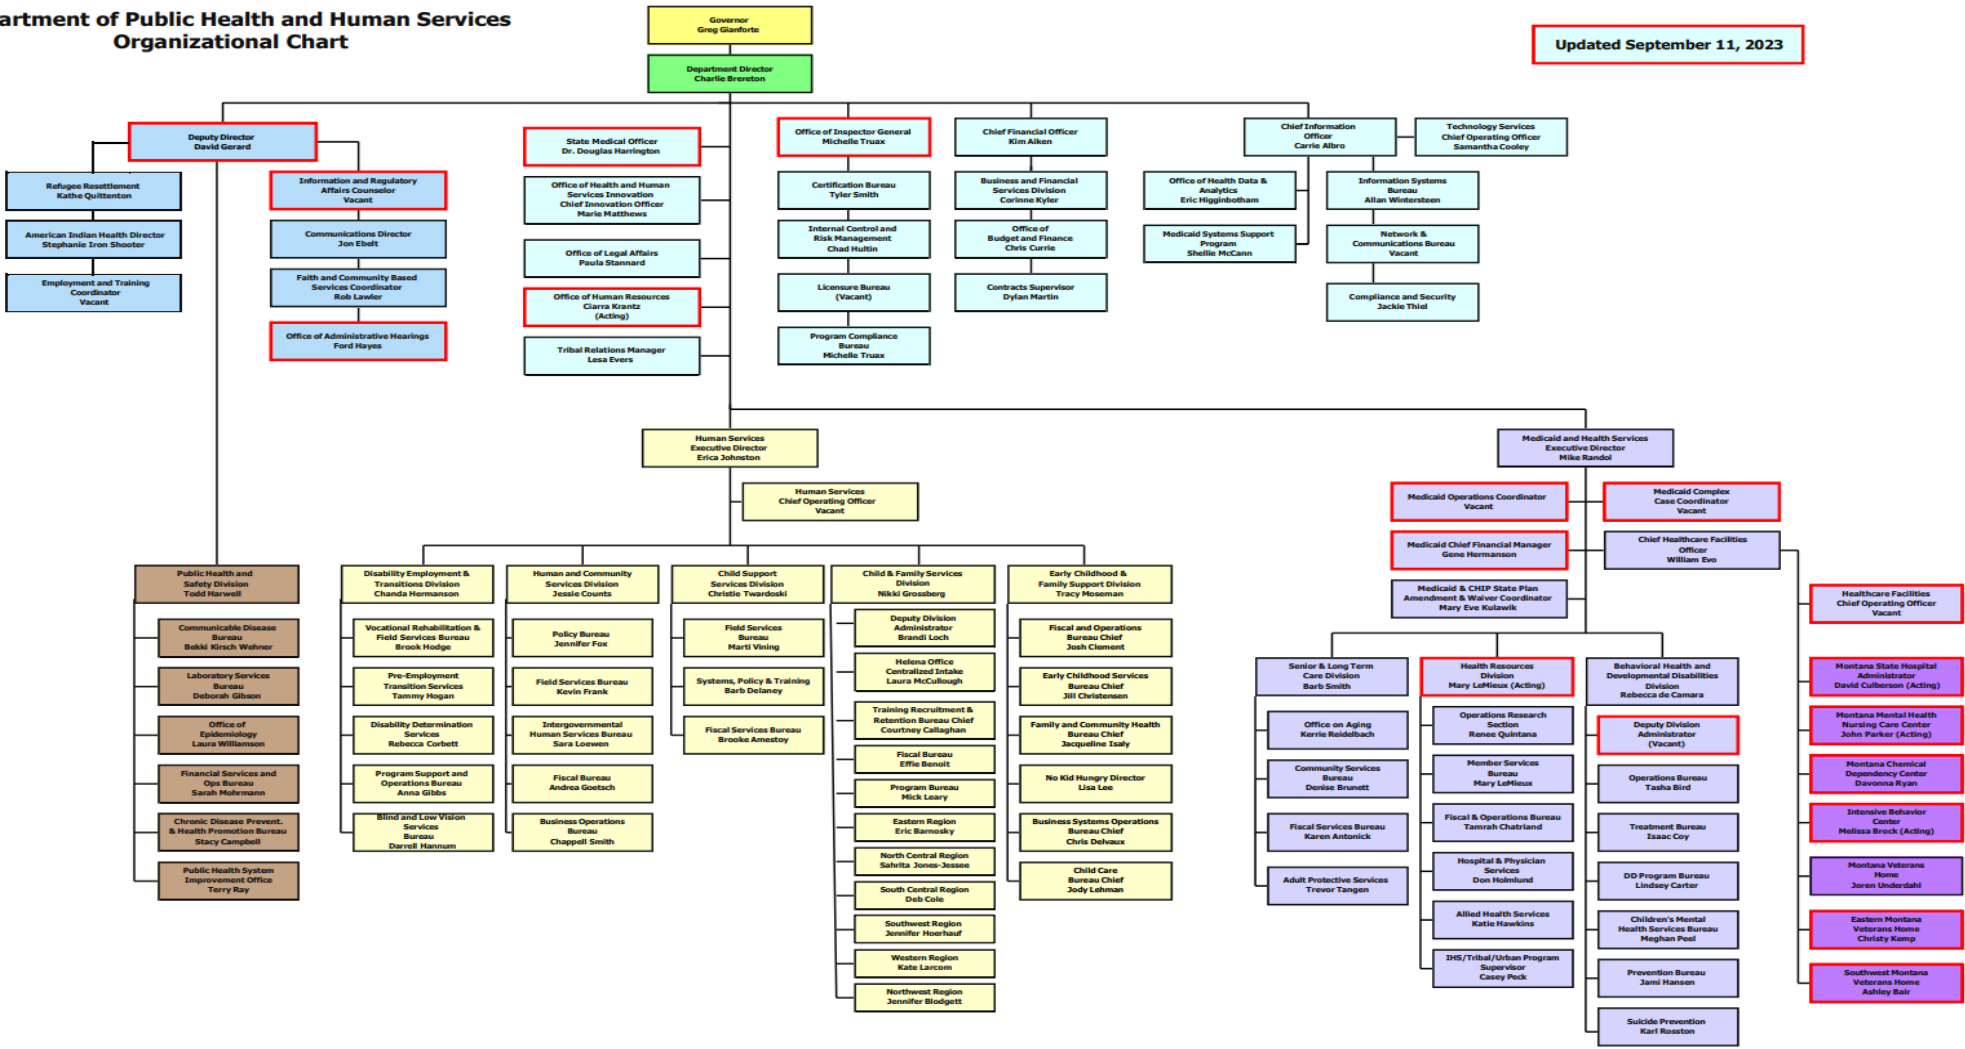 artment of Public Health and Human Services
Organizational Chart
Governor
Greg Gianforte
Updated September 11, 2023
Department Director
Charlie Brereton
Deputy Director
David Gerard
Refugee Resettlement
Kathe Quittenton
American Indian Health Director
Stephanie Iron Shooter
Employment and Training
Coordinator
Vacant
Information and Regulatory
Affairs Counselor
Vacant
Communications Director
Jon Ebelt
Faith and Community Based
Services Coordinator
Rob Lawler
Office of Administrative Hearings
Ford Hayes
State Medical Officer
Dr. Douglas Harrington
Office of Health and Human
Services Innovation
Chief Innovation Officer
Marie Matthews
Office of Legal Affairs
Paula Stannard
Office of Human Resources
Ciarra Krantz
(Acting)
Tribal Relations Manager
Lesa Evers
Office of Inspector General
Michelle Truax
Certification Bureau
Tyler Smith
Internal Control and
Risk Management
Chad Hultin
Licensure Bureau
(Vacant)
Program Compliance
Bureau
Michelle Truax
Chief Financial Officer
Kim Aiken
Business and Financial
Services Division
Corinne Kyler
Office of
Budget and Finance
Chris Currie
Contracts Supervisor
Dylan Martin
Chief Information
Officer
Carrie Albro
Technology Services
Chief Operating Officer
Samantha Cooley
Office of Health Data &
Analytics
Eric Higginbotham
Medicaid Systems Support
Program
Shellie McCann
Information Systems
Bureau
Allan Wintersteen
Network &
Communications Bureau
Vacant
Compliance and Security
Jackie Thiel
Human Services
Executive Director
Erica Johnston
Human Services
Chief Operating Officer
Vacant
Medicaid and Health Services
Executive Director
Mike Randol
Medicaid Operations Coordinator
Vacant
Medicaid Complex
Case Coordinator
Vacant
Medicaid Chief Financial Manager
Gene Hermanson
Chief Healthcare Facilities
Officer
William Evo
Medicaid & CHIP State Plan
Amendment & Waiver Coordinator
Mary Eve Kulawik
Public Health and
Safety Division
Todd Harwell
Communicable Disease
Bureau
Bekki Kirsch Wehner
Laboratory Services
Bureau
Deborah Gibson
Office of
Epidemiology
Laura Williamson
Financial Services and
Ops Bureau
Sarah Mohrmann
Chronic Disease Prevent.
& Health Promotion Bureau
Stacy Campbell
Public Health System
Improvement Office
Terry Ray
Disability Employment &
Transitions Division
Chanda Hermanson
Vocational Rehabilitation &
Field Services Bureau
Brook Hodge
Pre-Employment
Transition Services
Tammy Hogan
Disability Determination
Services
Rebecca Corbett
Program Support and
Operations Bureau
Anna Gibbs
Blind and Low Vision
Services
Bureau
Darrell Hannum
Human and Community
Services Division
Jessie Counts
Policy Bureau
Jennifer Fox
Field Services Bureau
Kevin Frank
Intergovernmental
Human Services Bureau
Sara Loewen
Fiscal Bureau
Andrea Goetsch
Business Operations
Bureau
Chappell Smith
Child Support
Services Division
Christie Twardoski
Field Services
Bureau
Marti Vining
Systems, Policy & Training
Barb Delaney
Fiscal Services Bureau
Brooke Amestoy
Child & Family Services
Division
Nikki Grossberg
Deputy Division
Administrator
Brandi Loch
Helena Office
Centralized Intake
Laura McCullough
Training Recruitment &
Retention Bureau Chief
Courtney Callaghan
Fiscal Bureau
Effie Benoit
Program Bureau
Mick Leary
Eastern Region
Eric Barnosky
North Central Region
Sahrita Jones-Jessee
South Central Region
Deb Cole
Southwest Region
Jennifer Hoerhauf
Western Region
Kate Larcom
Northwest Region
Jennifer Blodgett
Early Childhood &
Family Support Division
Tracy Moseman
Fiscal and Operations
Bureau Chief
Josh Clement
Early Childhood Services
Bureau Chief
Jill Christensen
Family and Community Health
Bureau Chief
Jacqueline Isaly
No Kid Hungry Director
Lisa Lee
Business Systems Operations
Bureau Chief
Chris Delvaux
Child Care
Bureau Chief
Jody Lehman
Senior & Long Term
Care Division
Barb Smith
Office on Aging
Kerrie Reidelbach
Community Services
Bureau
Denise Brunett
Fiscal Services Bureau
Karen Antonick
Adult Protective Services
Trevor Tangen
Health Resources
Division
Mary LeMieux (Acting)
Operations Research
Section
Renee Quintana
Member Services
Bureau
Mary LeMieux
Fiscal & Operations Bureau
Tamrah Chatriand
Hospital & Physician
Services
Don Holmlund
Allied Health Services
Katie Hawkins
IHS/Tribal/Urban Program
Supervisor
Casey Peck
Behavioral Health and
Developmental Disabilities
Division
Rebecca de Camara
Deputy Division
Administrator
(Vacant)
Operations Bureau
Tasha Bird
Treatment Bureau
Isaac Coy
DD Program Bureau
Lindsey Carter
Children's Mental
Health Services Bureau
Meghan Peel
Prevention Bureau
Jami Hansen
Suicide Prevention
Karl Rosston
Healthcare Facilities
Chief Operating Officer
Vacant
Montana State Hospital
Administrator
David Culberson (Acting)
Montana Mental Health
Nursing Care Center
John Parker (Acting)
Montana Chemical
Dependency Center
Davonna Ryan
Intensive Behavior
Center
Melissa Brock (Acting)
Montana Veterans
Home
Joren Underdahl
Eastern Montana
Veterans Home
Christy Kemp
Southwest Montana
Veterans Home
Ashley Bair